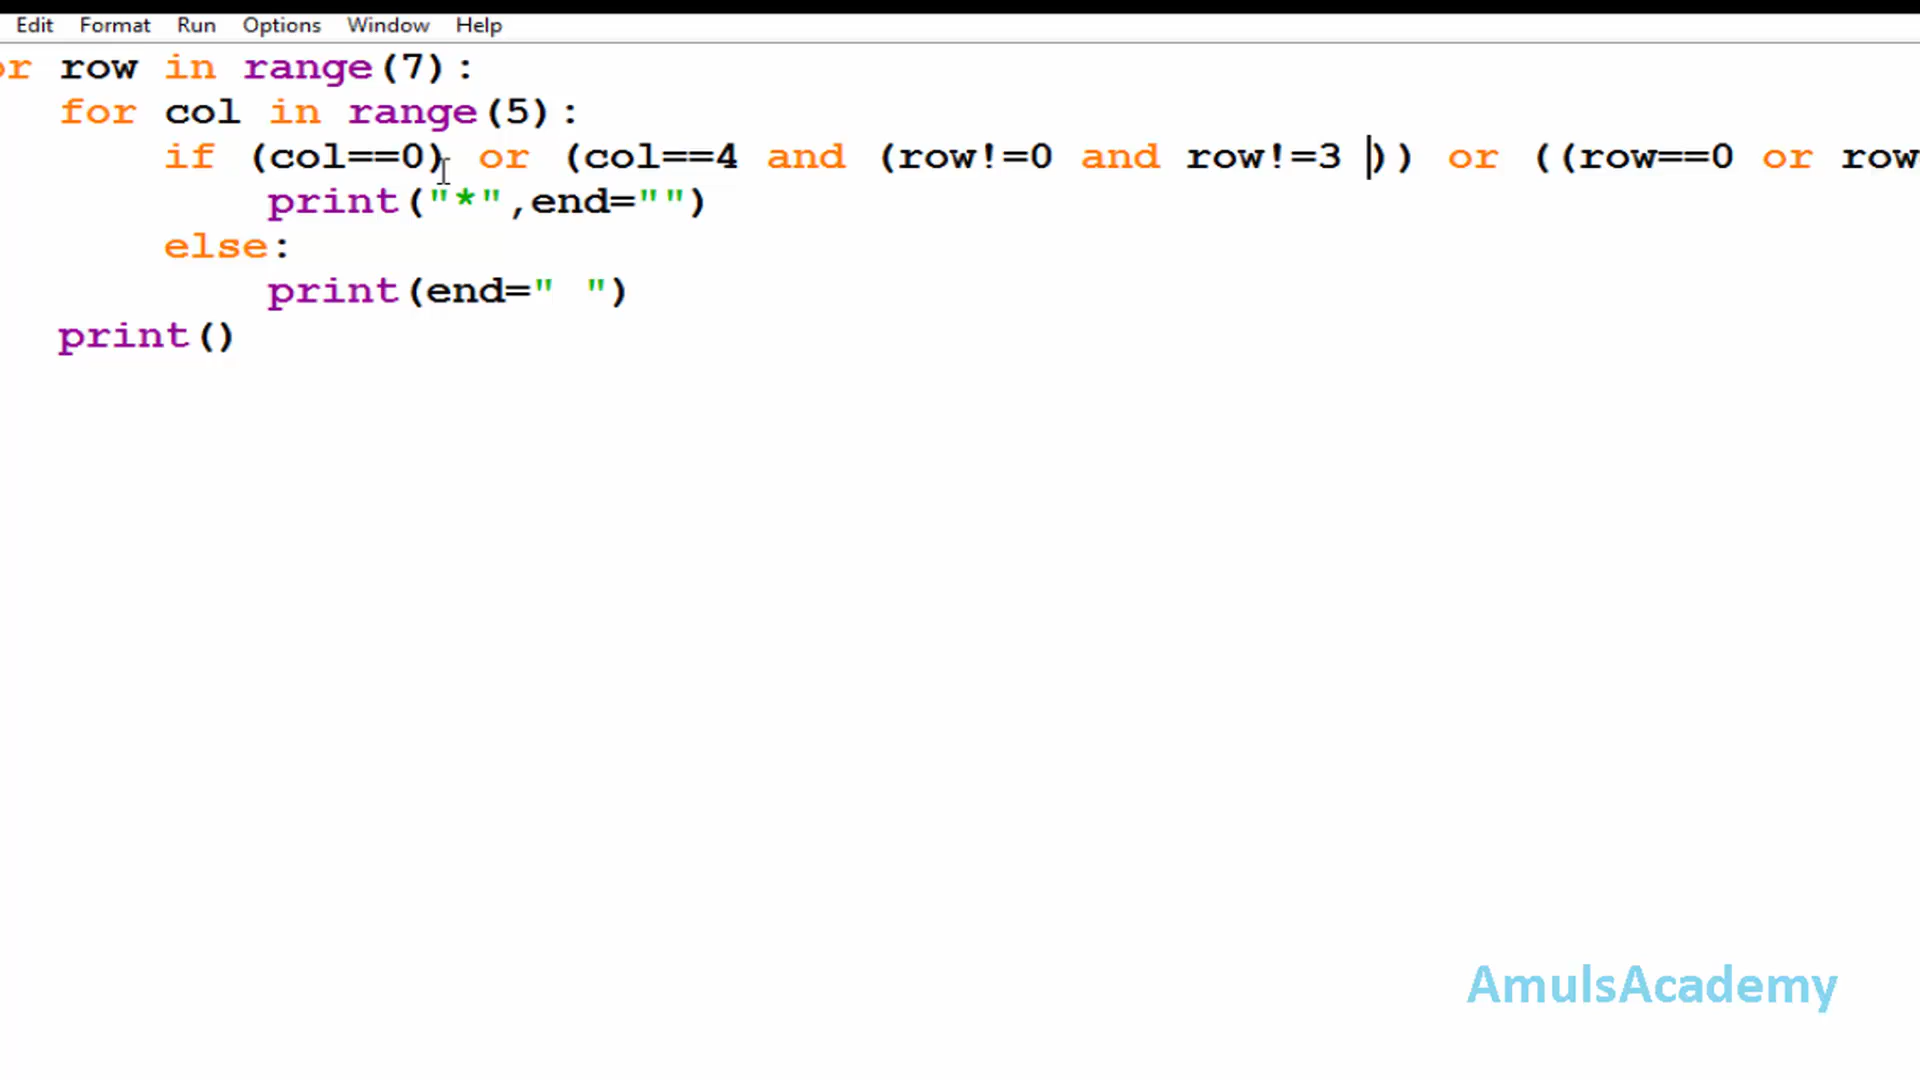 Edit Format Run Options Window Help
or row in range(7):
for col in range(5):
if (col==0) or (col==4 and (row!=0 and row!=3 )) or ((row==0 or row
print("*",end="")
else:
print(end=" ")
print()
AmulsAcademy